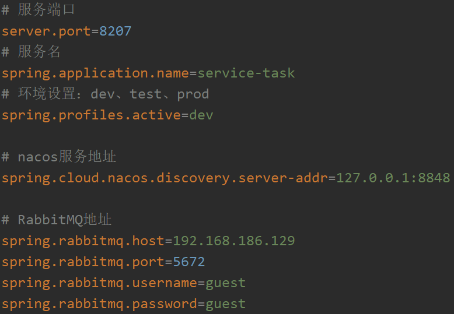 # 服务端口
server.port=8207
# 服务名
spring.application.name=service-task
# 环境设置：dev、test、prod
spring.profiles.active=dev
# nacos服务地址
spring.cloud.nacos.discovery.server-addr=127.0.0.1:8848
# RabbitMQ地址
spring.rabbitmq.host=192.168.186.129
spring.rabbitmq.port=5672
spring.rabbitmq.username=guest
spring.rabbitmq.password=guest